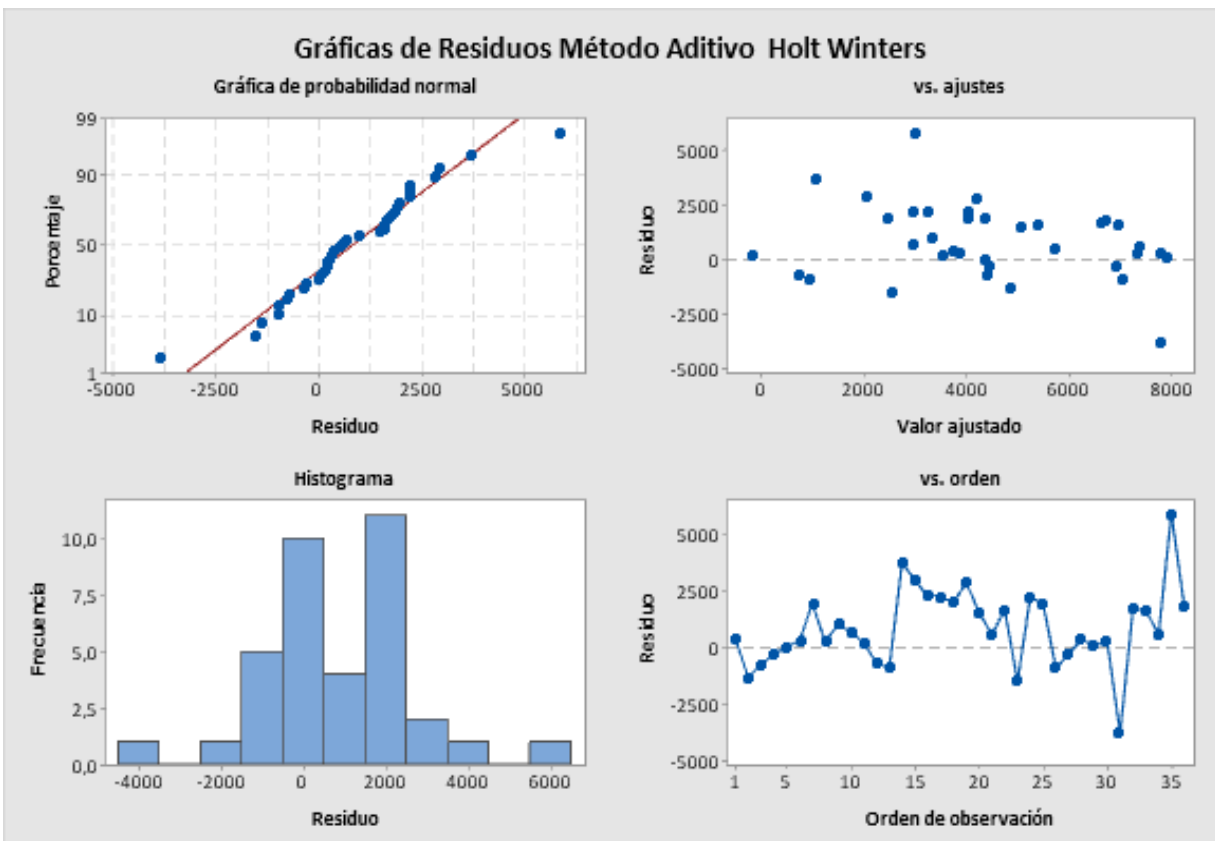 Gráficas de Residuos Método Aditivo Holt Winters
Gráfica de probabilidad normal
99
90
50
10
1
Porcentaje
-5000 -2500 0 2500 5000
Residuo
vs. ajustes
5000
2500
0
-2500
-5000
Residuo
0 2000 4000 6000 8000
Valor ajustado
Histograma
10,0
7,5
5,0
2,5
0,0
Frecuencia
-4000 -2000 0 2000 4000 6000
Residuo
vs. orden
5000
2500
0
-2500
-5000
Residuo
1 5 10 15 20 25 30 35
Orden de observación